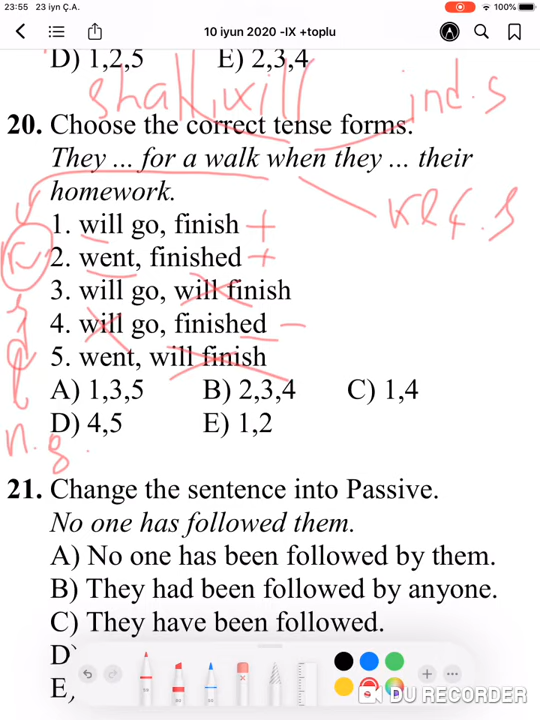 23:55 23 iyn Ç.A. 100%
10 iyun 2020 -IX +toplu
D) 1,2,5 E) 2,3,4
shall, will ind. s
20. Choose the correct tense forms.
They ... for a walk when they ... their
homework.
1. will go, finish +
2. went, finished +
3. will go, will finish
4. will go, finished –
5. went, will finish
A) 1,3,5 B) 2,3,4 C) 1,4
D) 4,5 E) 1,2
n.g.
21. Change the sentence into Passive.
No one has followed them.
A) No one has been followed by them.
B) They had been followed by anyone.
C) They have been followed.
D)
E)
DU RECORDER